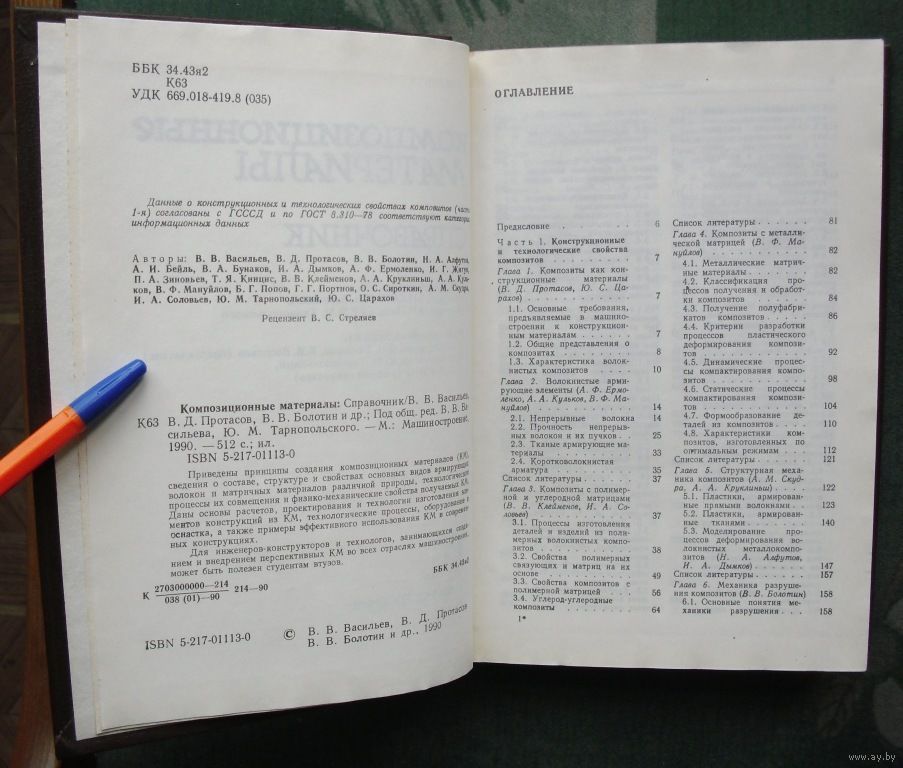 ББК 34.43я2
К63
УДК 669.018-419.8 (035)
Данные о конструкционных и технологических свойствах композитов (часть
1-я) согласованы с ГСССД и по ГОСТ 8.310—78 соответствуют категории
информационных данных
Авторы: В. В. Васильев, В. Д. Протасов, В. В. Болотин, Н. А. Алфутов,
А. И. Бейль, В. А. Бунаков, И. А. Дымков, А. Ф. Ермоленко, И. Г. Жигун,
П. А. Зиновьев, Т. Я. Кинцис, В. В. Клейменов, А. А. Круклиньш, А. А. Куль-
ков, В. Ф. Мануйлов, Б. Г. Попов, Г. Г. Портнов, О. С. Сироткин, А. М. Скудра,
И. А. Соловьев, Ю. М. Тарнопольский, Ю. С. Царахов
Рецензент В. С. Стреляев
Композиционные материалы: Справочник/В. В. Васильев,
К63 В. Д. Протасов, В. В. Болотин и др.; Под общ. ред. В. В. Ва-
сильева, Ю. М. Тарнопольского. — М.: Машиностроение,
1990. — 512 с.; ил.
ISBN 5-217-01113-0
Приведены принципы создания композиционных материалов (КМ),
сведения о составе, структуре и свойствах основных видов армирующих
волокон и матричных материалов различной природы, технологические
процессы их совмещения и физико-механические свойства получаемых КМ.
Даны основы расчетов, проектирования и технологии изготовления эле-
ментов конструкций из КМ, технологические процессы, оборудование и
оснастка, а также примеры эффективного использования КМ в современ-
ных конструкциях.
Для инженеров-конструкторов и технологов, занимающихся созда-
нием и внедрением перспективных КМ во всех отраслях машиностроения,
может быть полезен студентам втузов.
К 2703000000—214
038 (01)—90 214—90
ББК 34.43я2
ISBN 5-217-01113-0
© В. В. Васильев, В. Д. Протасов
В. В. Болотин и др., 1990
ОГЛАВЛЕНИЕ
Предисловие . . . . . . . . 6
Часть 1. Конструкционные
и технологические свойства
композитов . . . . . . . . 7
Глава 1. Композиты как кон-
струкционные материалы
(В. Д. Протасов, Ю. С. Ца-
рахов) . . . . . . . . 7
1.1. Основные требования,
предъявляемые в машино-
строении к конструкцион-
ным материалам . . . . . 7
1.2. Общие представления о
композитах . . . . . . . 8
1.3. Характеристика волок-
нистых композитов . . . . 10
Глава 2. Волокнистые арми-
рующие элементы (А. Ф. Ермо-
ленко, А. А. Кульков, В. Ф. Ма-
нуйлов) . . . . . . . . 14
2.1. Непрерывные волокна 14
2.2. Прочность непрерыв-
ных волокон и их пучков . . 25
2.3. Тканые армирующие ма-
териалы . . . . . . . . 33
2.4. Коротковолокнистая
арматура . . . . . . . . 35
Список литературы . . . . 37
Глава 3. Композиты с полимер-
ной и углеродной матрицами (В.
В. Клейменов, И. А. Со-
ловьев) . . . . . . . . 37
3.1. Процессы изготовления
деталей и изделий из поли-
мерных волокнистых компо-
зитов . . . . . . . . 38
3.2. Свойства полимерных
связующих и матриц на их
основе . . . . . . . . 49
3.3. Свойства композитов с
полимерной матрицей . . . 56
3.4. Углерод-углеродные
композиты . . . . . . . 64
1*
Список литературы . . . . . . 81
Глава 4. Композиты с металли-
ческой матрицей (В. Ф. Ма-
нуйлов) . . . . . . . . 82
4.1. Металлические матрич-
ные материалы . . . . . . 82
4.2. Классификация про-
цессов получения и обработ-
ки композитов . . . . . . 84
4.3. Получение полуфабри-
катов композитов . . . . 86
4.4. Критерии разработки
процессов пластического
деформирования компози-
тов . . . . . . . . 92
4.5. Динамические процес-
сы компактирования компо-
зитов . . . . . . . . 98
4.6. Статические процессы
компактирования компози-
тов . . . . . . . . 104
4.7. Формообразование де-
талей из композитов . . . . 110
4.8. Характеристики ком-
позитов, изготовленных по
оптимальным режимам . . 112
Список литературы . . . . . . 121
Глава 5. Структурная меха-
ника композитов (А. М. Ску-
дра, А. А. Круклиньш) . . . . 122
5.1. Пластики, армирован-
ные прямыми волокнами . . 123
5.2. Пластики, армирован-
ные тканями . . . . . . . 140
5.3. Моделирование про-
цессов деформирования во-
локнистых металлокомпо-
зитов (Н. А. Алфутов,
И. А. Дымков) . . . . . . 147
Список литературы . . . . . . 157
Глава 6. Механика разруше-
ния композитов (В. В. Болотин) 158
6.1. Основные понятия ме-
ханики разрушения . . . 158
© www.ay.by